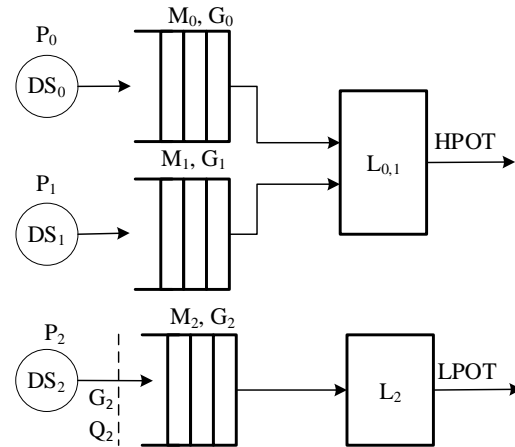 P₀
M₀, G₀
DS₀
HPOT
L₀,₁
M₁, G₁
P₁
DS₁
P₂
M₂, G₂
DS₂
G₂
Q₂
L₂
LPOT